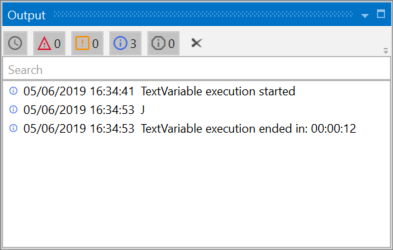 Output
0 0 3 0
Search
05/06/2019 16:34:41 TextVariable execution started
05/06/2019 16:34:53 J
05/06/2019 16:34:53 TextVariable execution ended in: 00:00:12